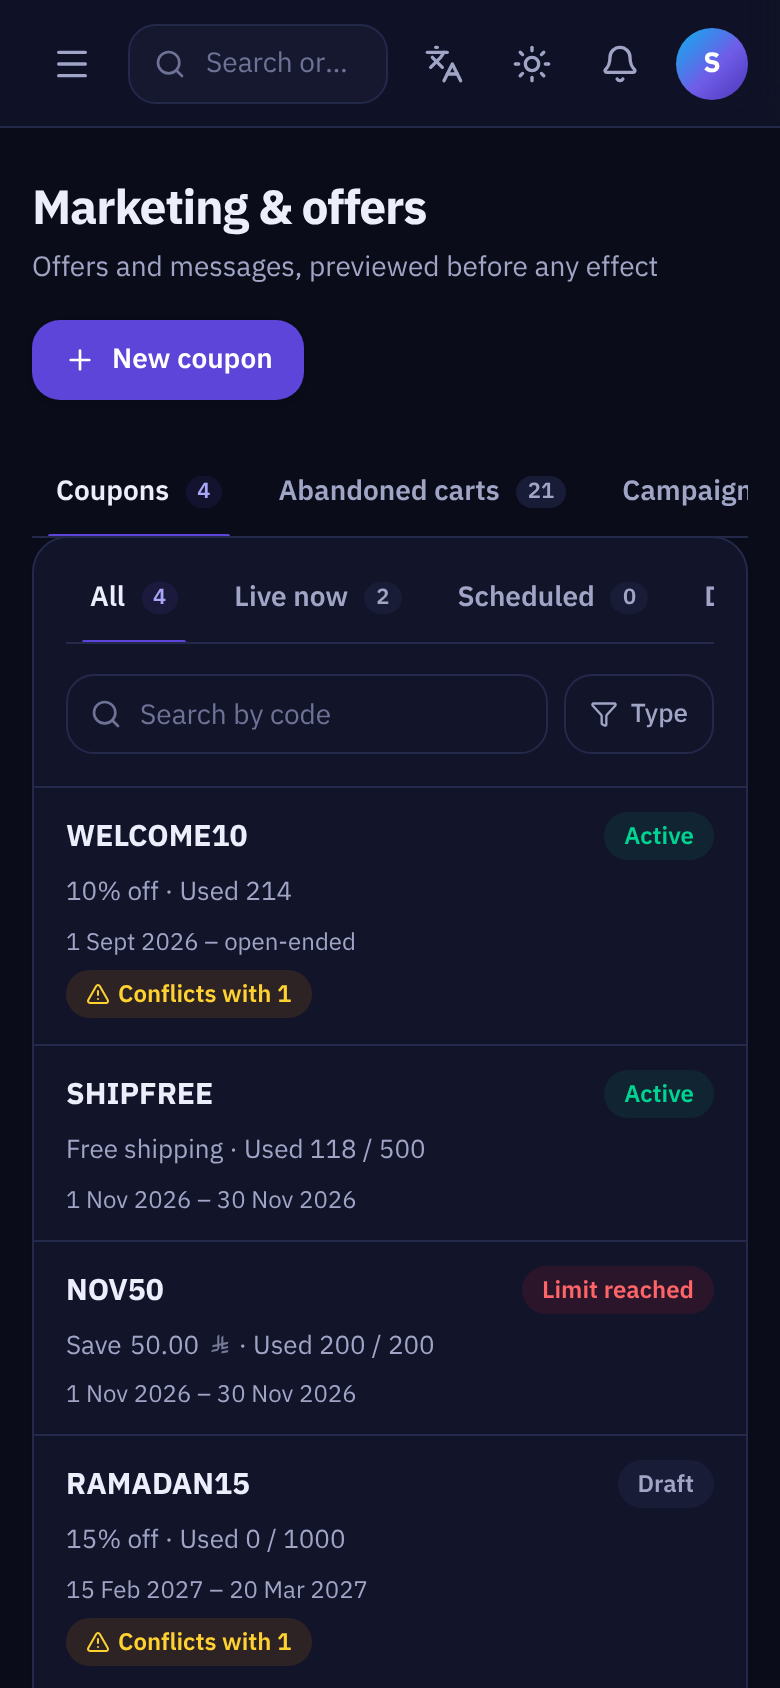 Search or...
S
Marketing & offers
Offers and messages, previewed before any effect
New coupon
Coupons 4 Abandoned carts 21 Campaign
All 4 Live now 2 Scheduled 0
Search by code Type
WELCOME10 Active
10% off · Used 214
1 Sept 2026 – open-ended
Conflicts with 1
SHIPFREE Active
Free shipping · Used 118 / 500
1 Nov 2026 – 30 Nov 2026
NOV50 Limit reached
Save 50.00 · Used 200 / 200
1 Nov 2026 – 30 Nov 2026
RAMADAN15 Draft
15% off · Used 0 / 1000
15 Feb 2027 – 20 Mar 2027
Conflicts with 1